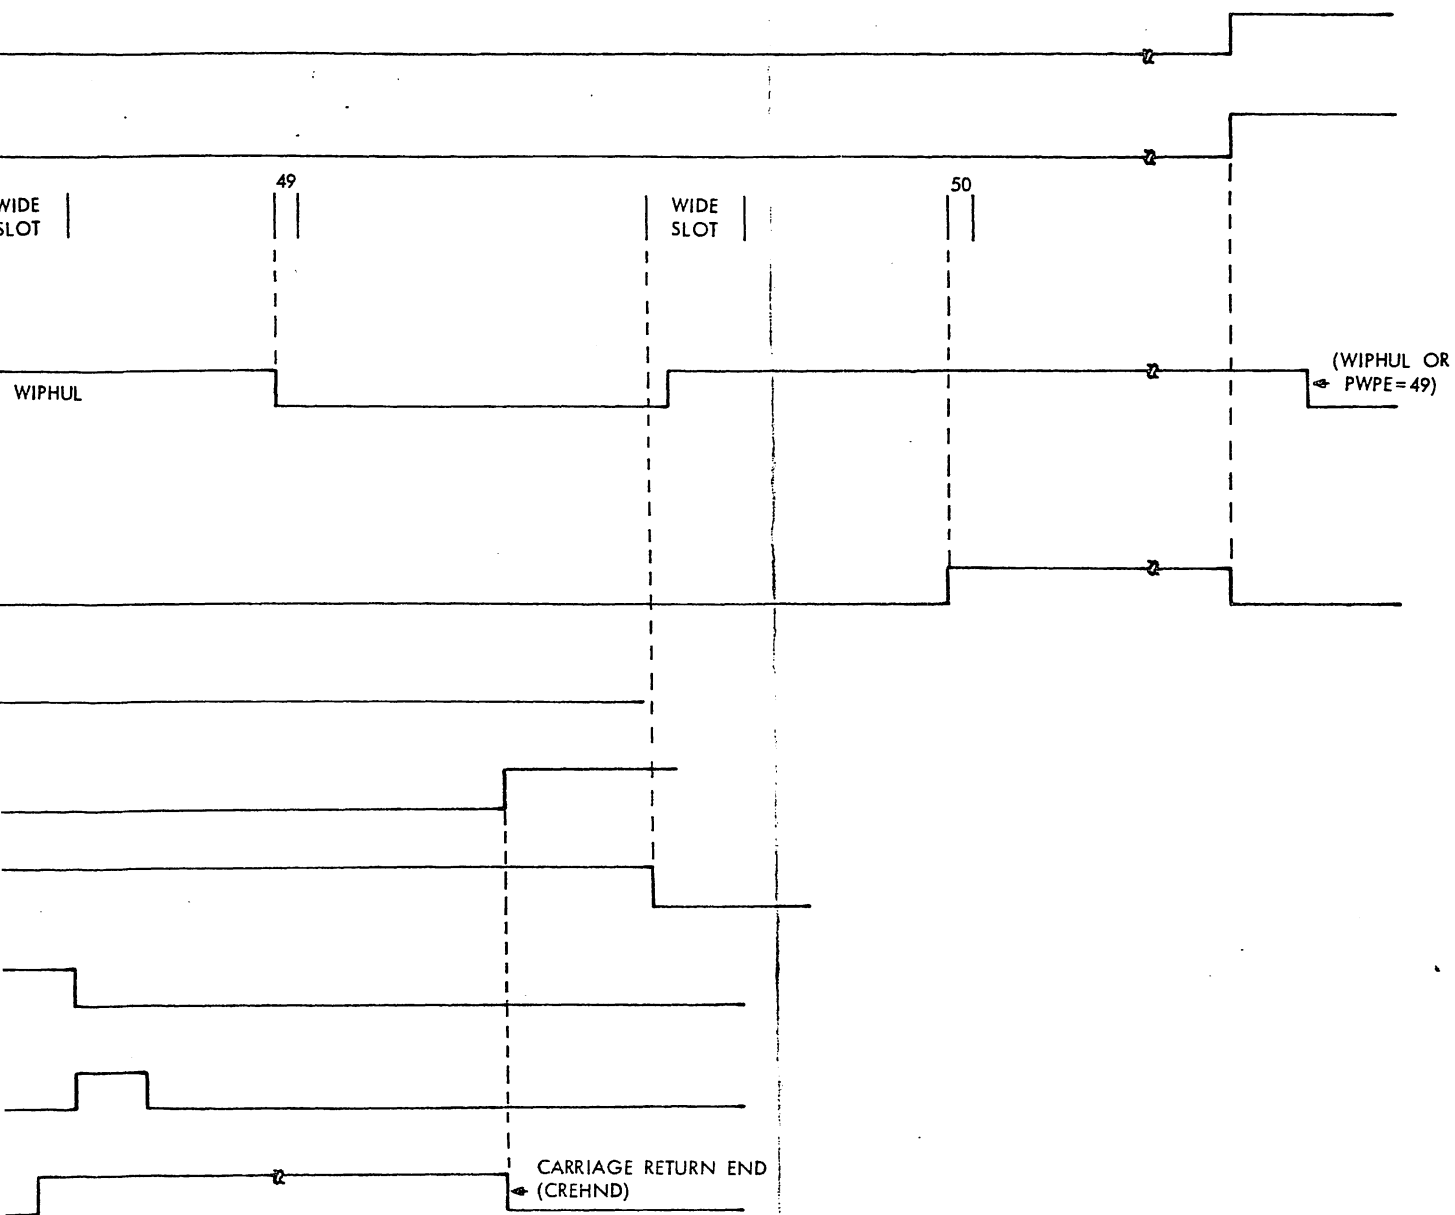 49
50
WIDE
SLOT
WIDE
SLOT
(WIPHUL OR
PWPE=49)
WIPHUL
CARRIAGE RETURN END
(CREHND)